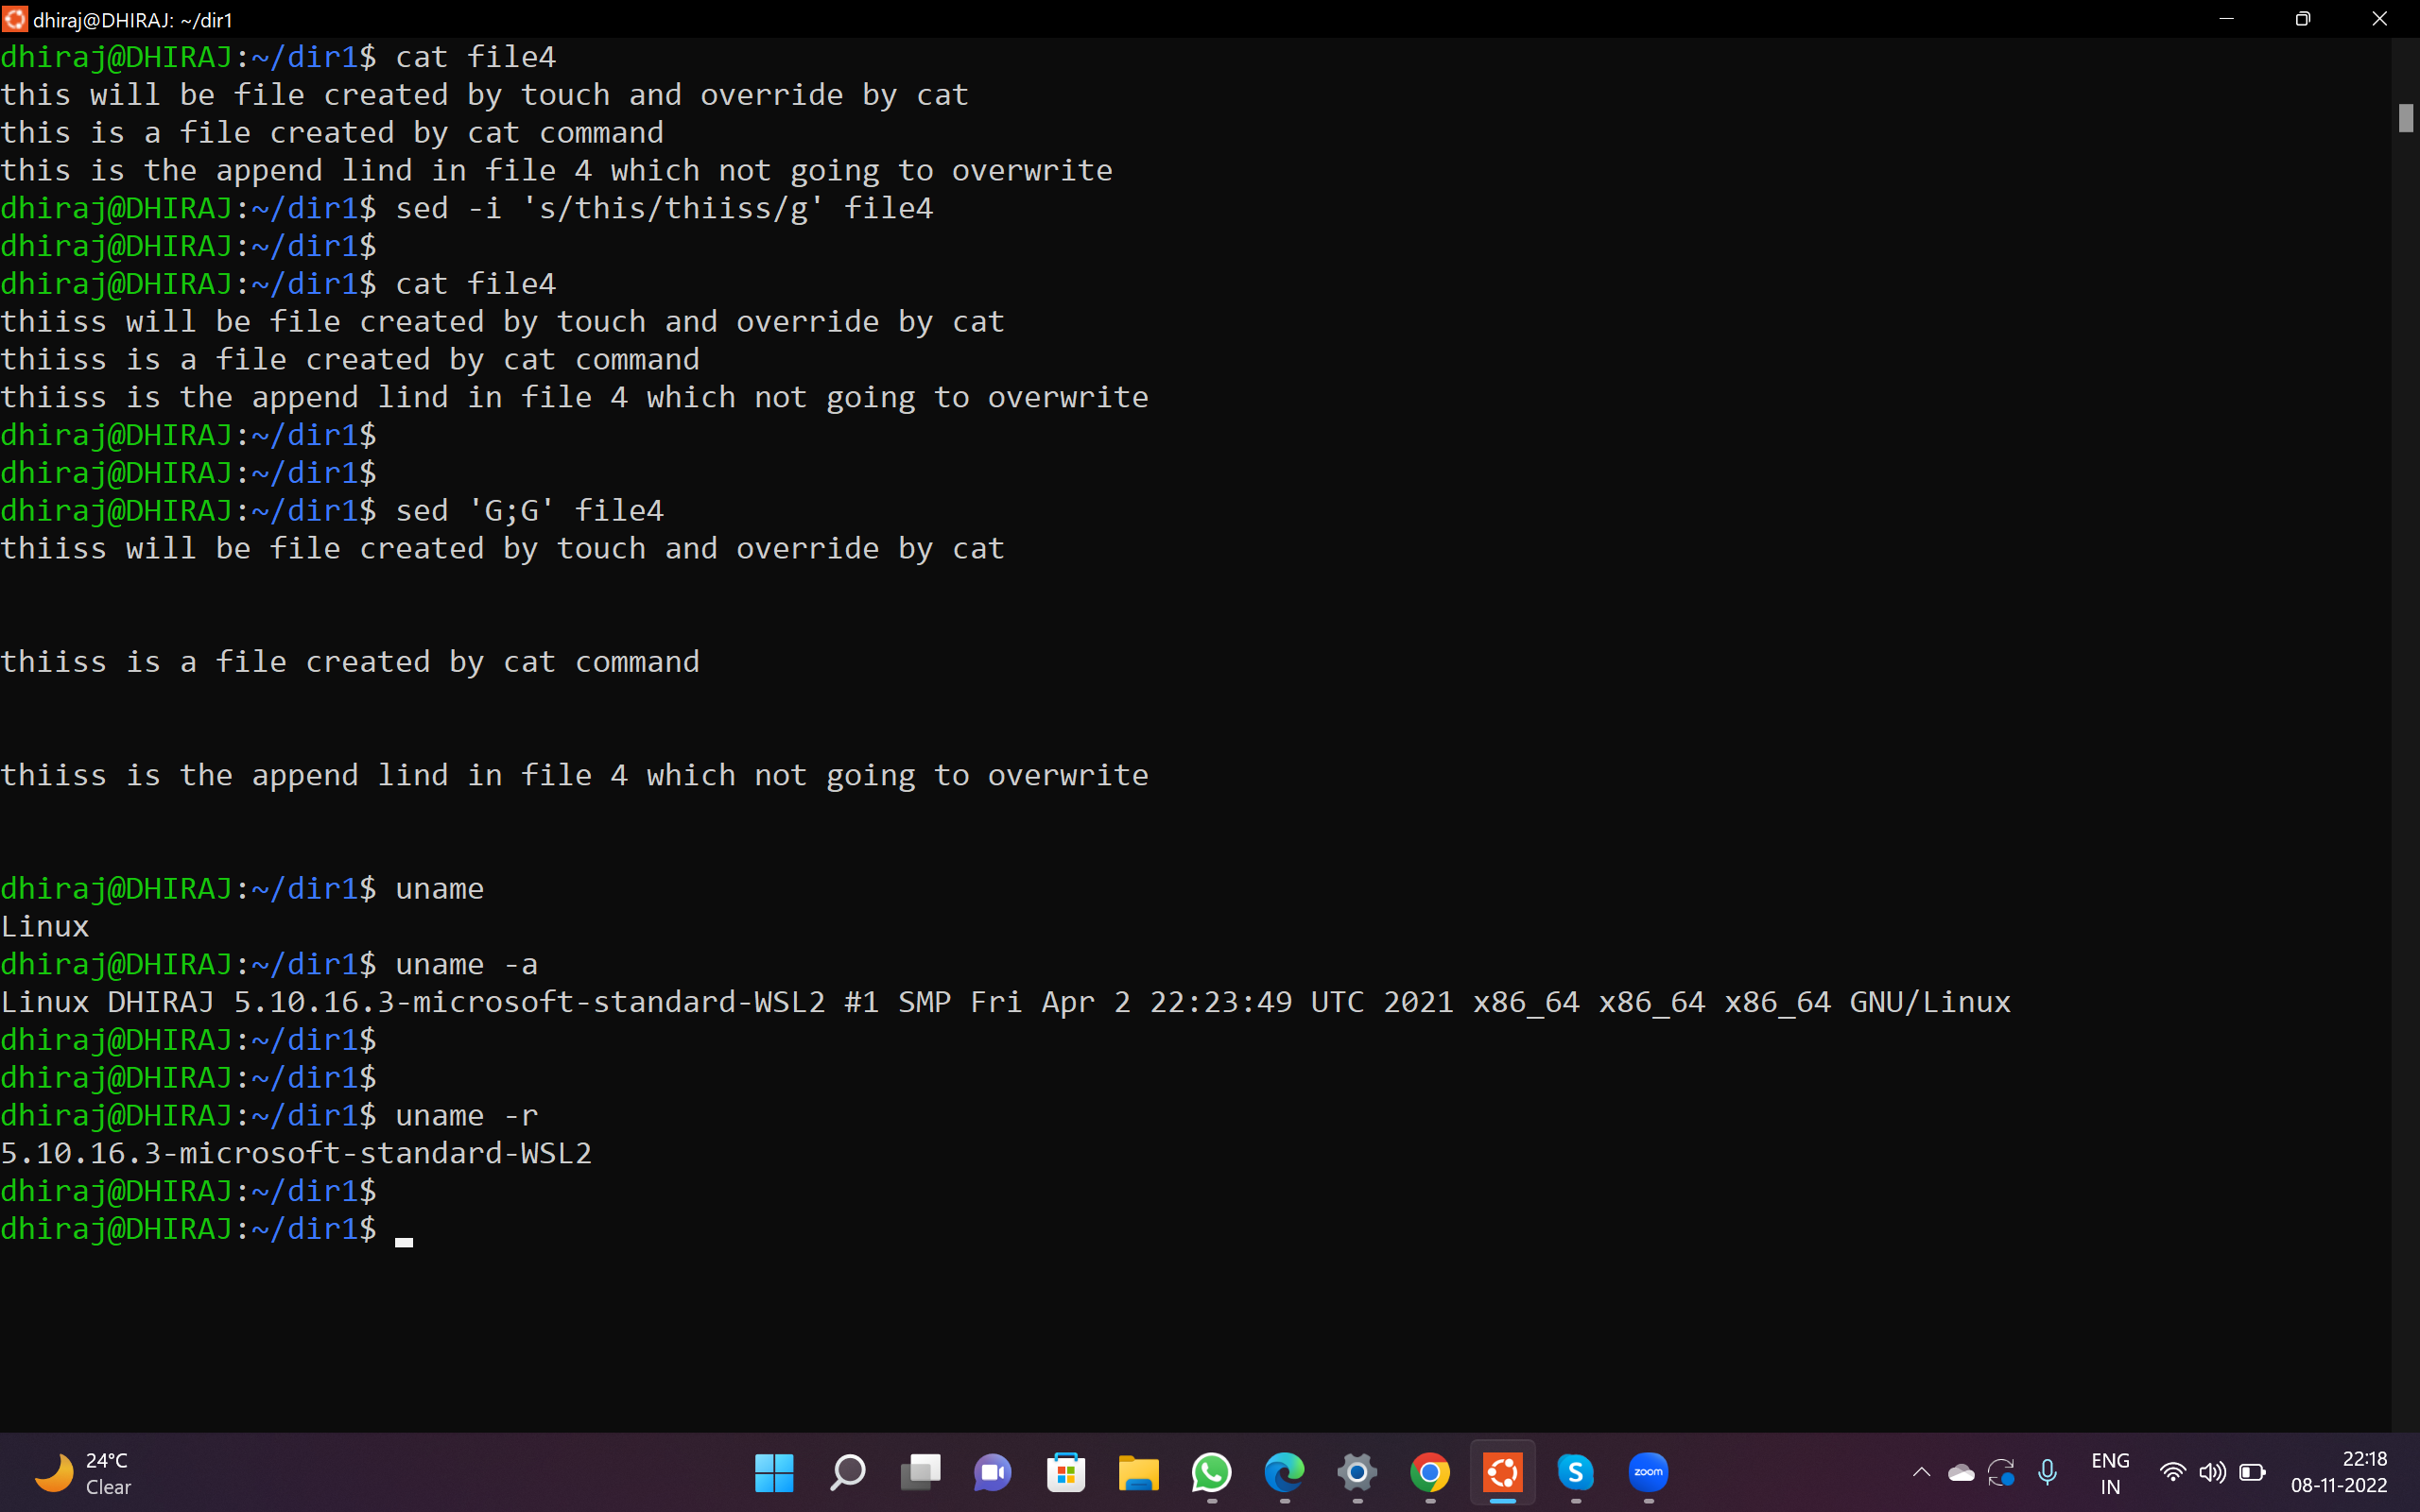 dhiraj@DHIRAJ: ~/dir1
dhiraj@DHIRAJ:~/dir1$ cat file4
this will be file created by touch and override by cat
this is a file created by cat command
this is the append lind in file 4 which not going to overwrite
dhiraj@DHIRAJ:~/dir1$ sed -i 's/this/thiiss/g' file4
dhiraj@DHIRAJ:~/dir1$
dhiraj@DHIRAJ:~/dir1$ cat file4
thiiss will be file created by touch and override by cat
thiiss is a file created by cat command
thiiss is the append lind in file 4 which not going to overwrite
dhiraj@DHIRAJ:~/dir1$
dhiraj@DHIRAJ:~/dir1$
dhiraj@DHIRAJ:~/dir1$ sed 'G;G' file4
thiiss will be file created by touch and override by cat
thiiss is a file created by cat command
thiiss is the append lind in file 4 which not going to overwrite
dhiraj@DHIRAJ:~/dir1$ uname
Linux
dhiraj@DHIRAJ:~/dir1$ uname -a
Linux DHIRAJ 5.10.16.3-microsoft-standard-WSL2 #1 SMP Fri Apr 2 22:23:49 UTC 2021 x86_64 x86_64 x86_64 GNU/Linux
dhiraj@DHIRAJ:~/dir1$
dhiraj@DHIRAJ:~/dir1$
dhiraj@DHIRAJ:~/dir1$ uname -r
5.10.16.3-microsoft-standard-WSL2
dhiraj@DHIRAJ:~/dir1$
dhiraj@DHIRAJ:~/dir1$
24°C
Clear
S
zoom
ENG
IN
22:18
08-11-2022